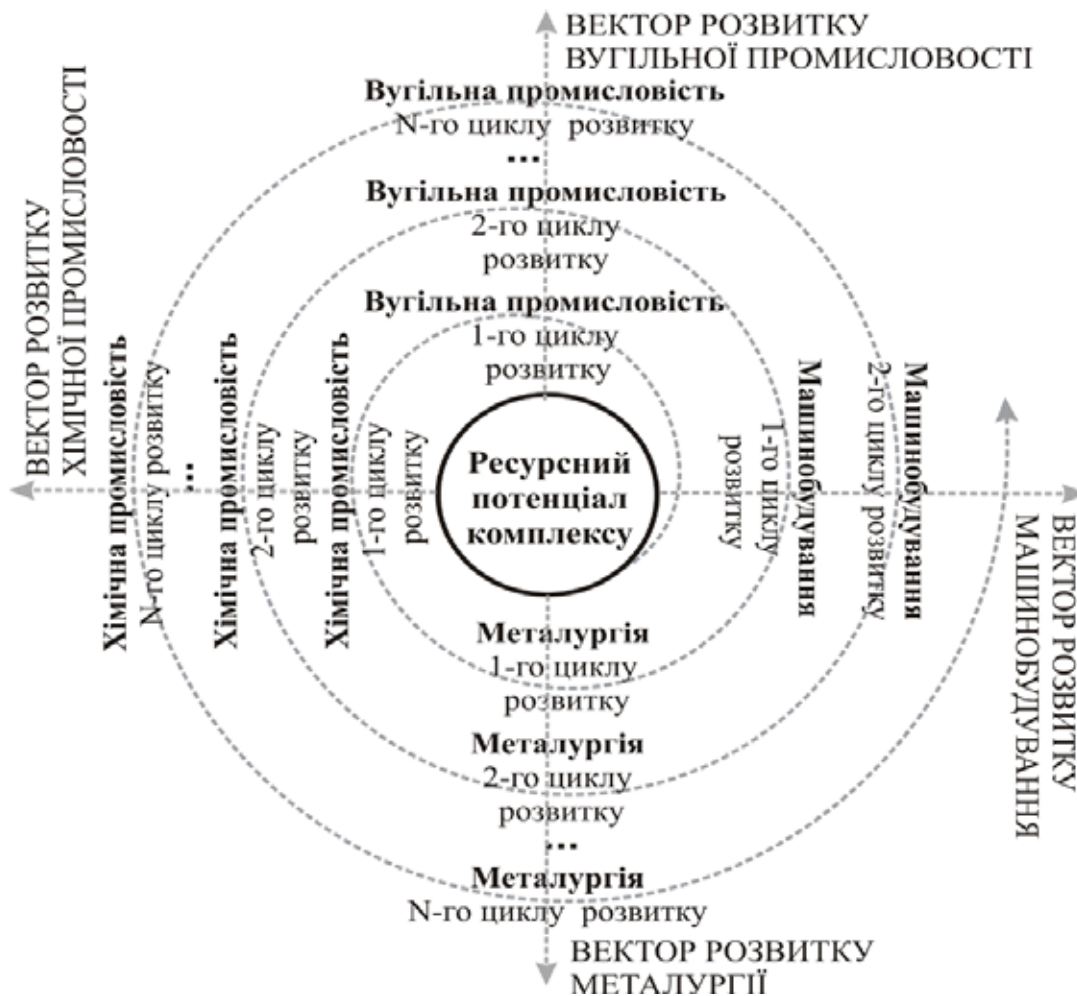 ВЕКТОР РОЗВИТКУ
ВУГІЛЬНОЇ ПРОМИСЛОВОСТІ
Вугільна промисловість
N-го циклу розвитку
...
Вугільна промисловість
2-го циклу
розвитку
Вугільна промисловість
1-го циклу
розвитку
ВЕКТОР РОЗВИТКУ
ХІМІЧНОЇ ПРОМИСЛОВОСТІ
Хімічна промисловість
N-го циклу розвитку
...
Хімічна промисловість
2-го циклу
розвитку
Хімічна промисловість
1-го циклу
розвитку
Ресурсний
потенціал
комплексу
Машинобудування
1-го циклу
розвитку
Машинобудування
2-го циклу розвитку
ВЕКТОР РОЗВИТКУ
МАШИНОБУДУВАННЯ
Металургія
1-го циклу
розвитку
Металургія
2-го циклу
розвитку
...
Металургія
N-го циклу розвитку
ВЕКТОР РОЗВИТКУ
МЕТАЛУРГІЇ